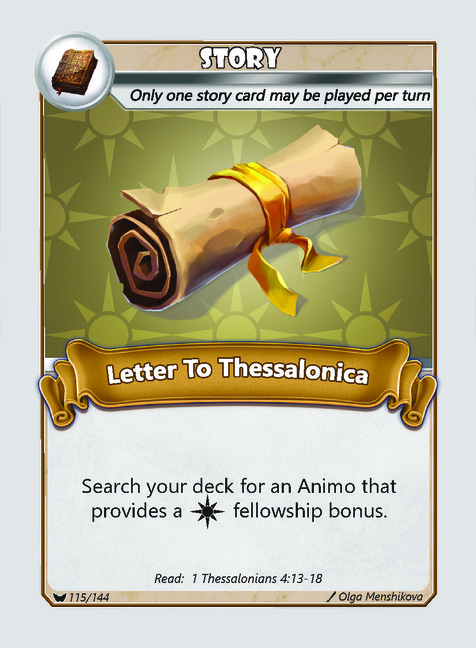 STORY
Only one story card may be played per turn
Letter To Thessalonica
Search your deck for an Animo that
provides a fellowship bonus.
Read: 1 Thessalonians 4:13-18
115/144
Olga Menshikova